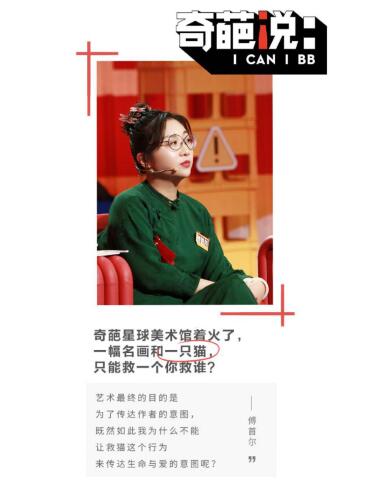 奇葩说:
I CAN I BB
奇葩星球美术馆着火了，
一幅名画和一只猫，
只能救一个你救谁？
艺术最终的目的是
为了传达作者的意图，
既然如此我为什么不能
让救猫这个行为
来传达生命与爱的意图呢？
——傅首尔
”